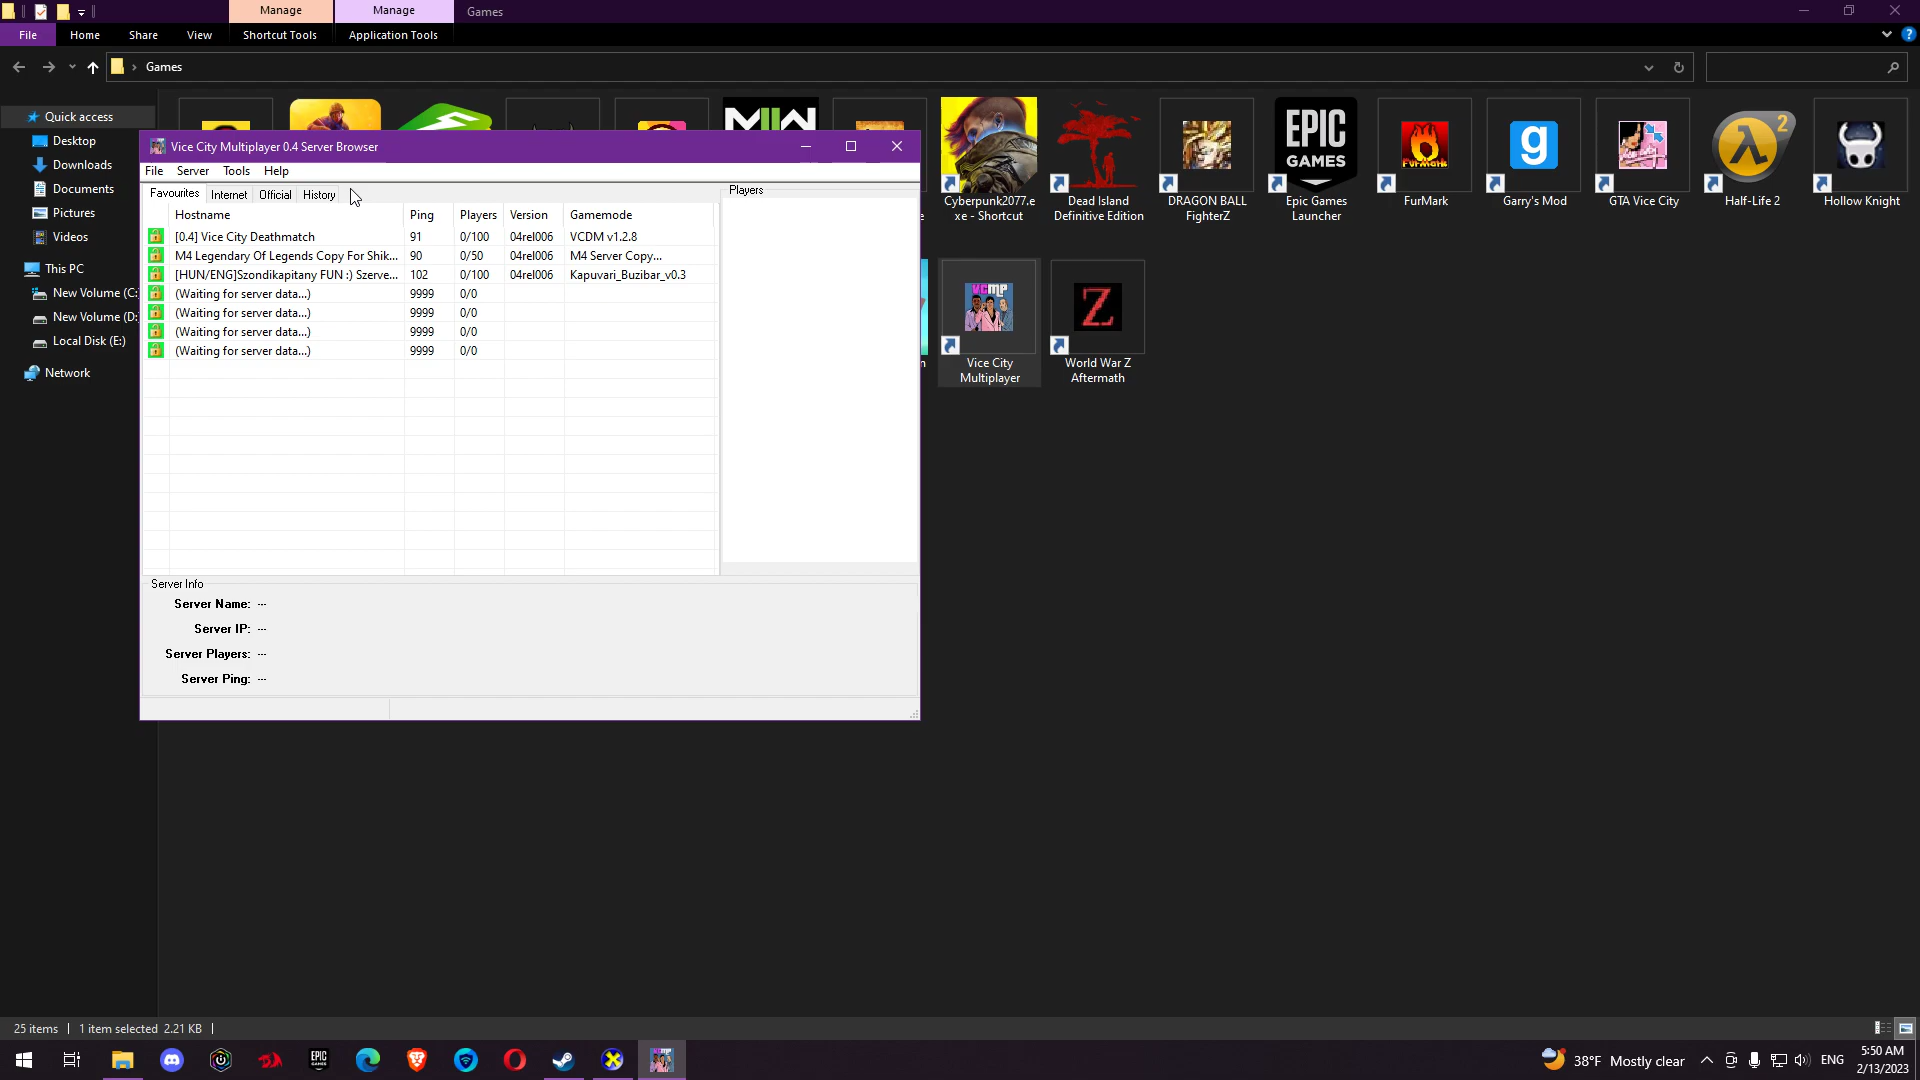 Manage
Manage
Games
File
Home
Share
View
Shortcut Tools
Application Tools
?
Games
Quick access
Desktop
Downloads
Documents
Pictures
Videos
This PC
New Volume (C:
New Volume (D:
Local Disk (E:)
Network
Vice City Multiplayer 0.4 Server Browser
File
Server
Tools
Help
Favourites
Internet
Official
History
Players
Hostname
Ping
Players
Version
Gamemode
[0.4] Vice City Deathmatch
91
0/100
04rel006
VCDM v1.2.8
M4 Legendary Of Legends Copy For Shik...
90
0/50
04rel006
M4 Server Copy...
[HUN/ENG]Szondikapitany FUN :) Szerve...
102
0/100
04rel006
Kapuvari_Buzibar_v0.3
(Waiting for server data...)
9999
0/0
(Waiting for server data...)
9999
0/0
(Waiting for server data...)
9999
0/0
(Waiting for server data...)
9999
0/0
Server Info
Server Name: ---
Server IP: ---
Server Players: ---
Server Ping: ---
EPIC
GAMES
FurMark
g
2
Cyberpunk2077.e
xe - Shortcut
Dead Island
Definitive Edition
DRAGON BALL
FighterZ
Epic Games
Launcher
FurMark
Garry's Mod
GTA Vice City
Half-Life 2
Hollow Knight
n
VCMP
Z
Vice City
Multiplayer
World War Z
Aftermath
25 items
1 item selected 2.21 KB
EPIC
38°F Mostly clear
ENG
5:50 AM
2/13/2023